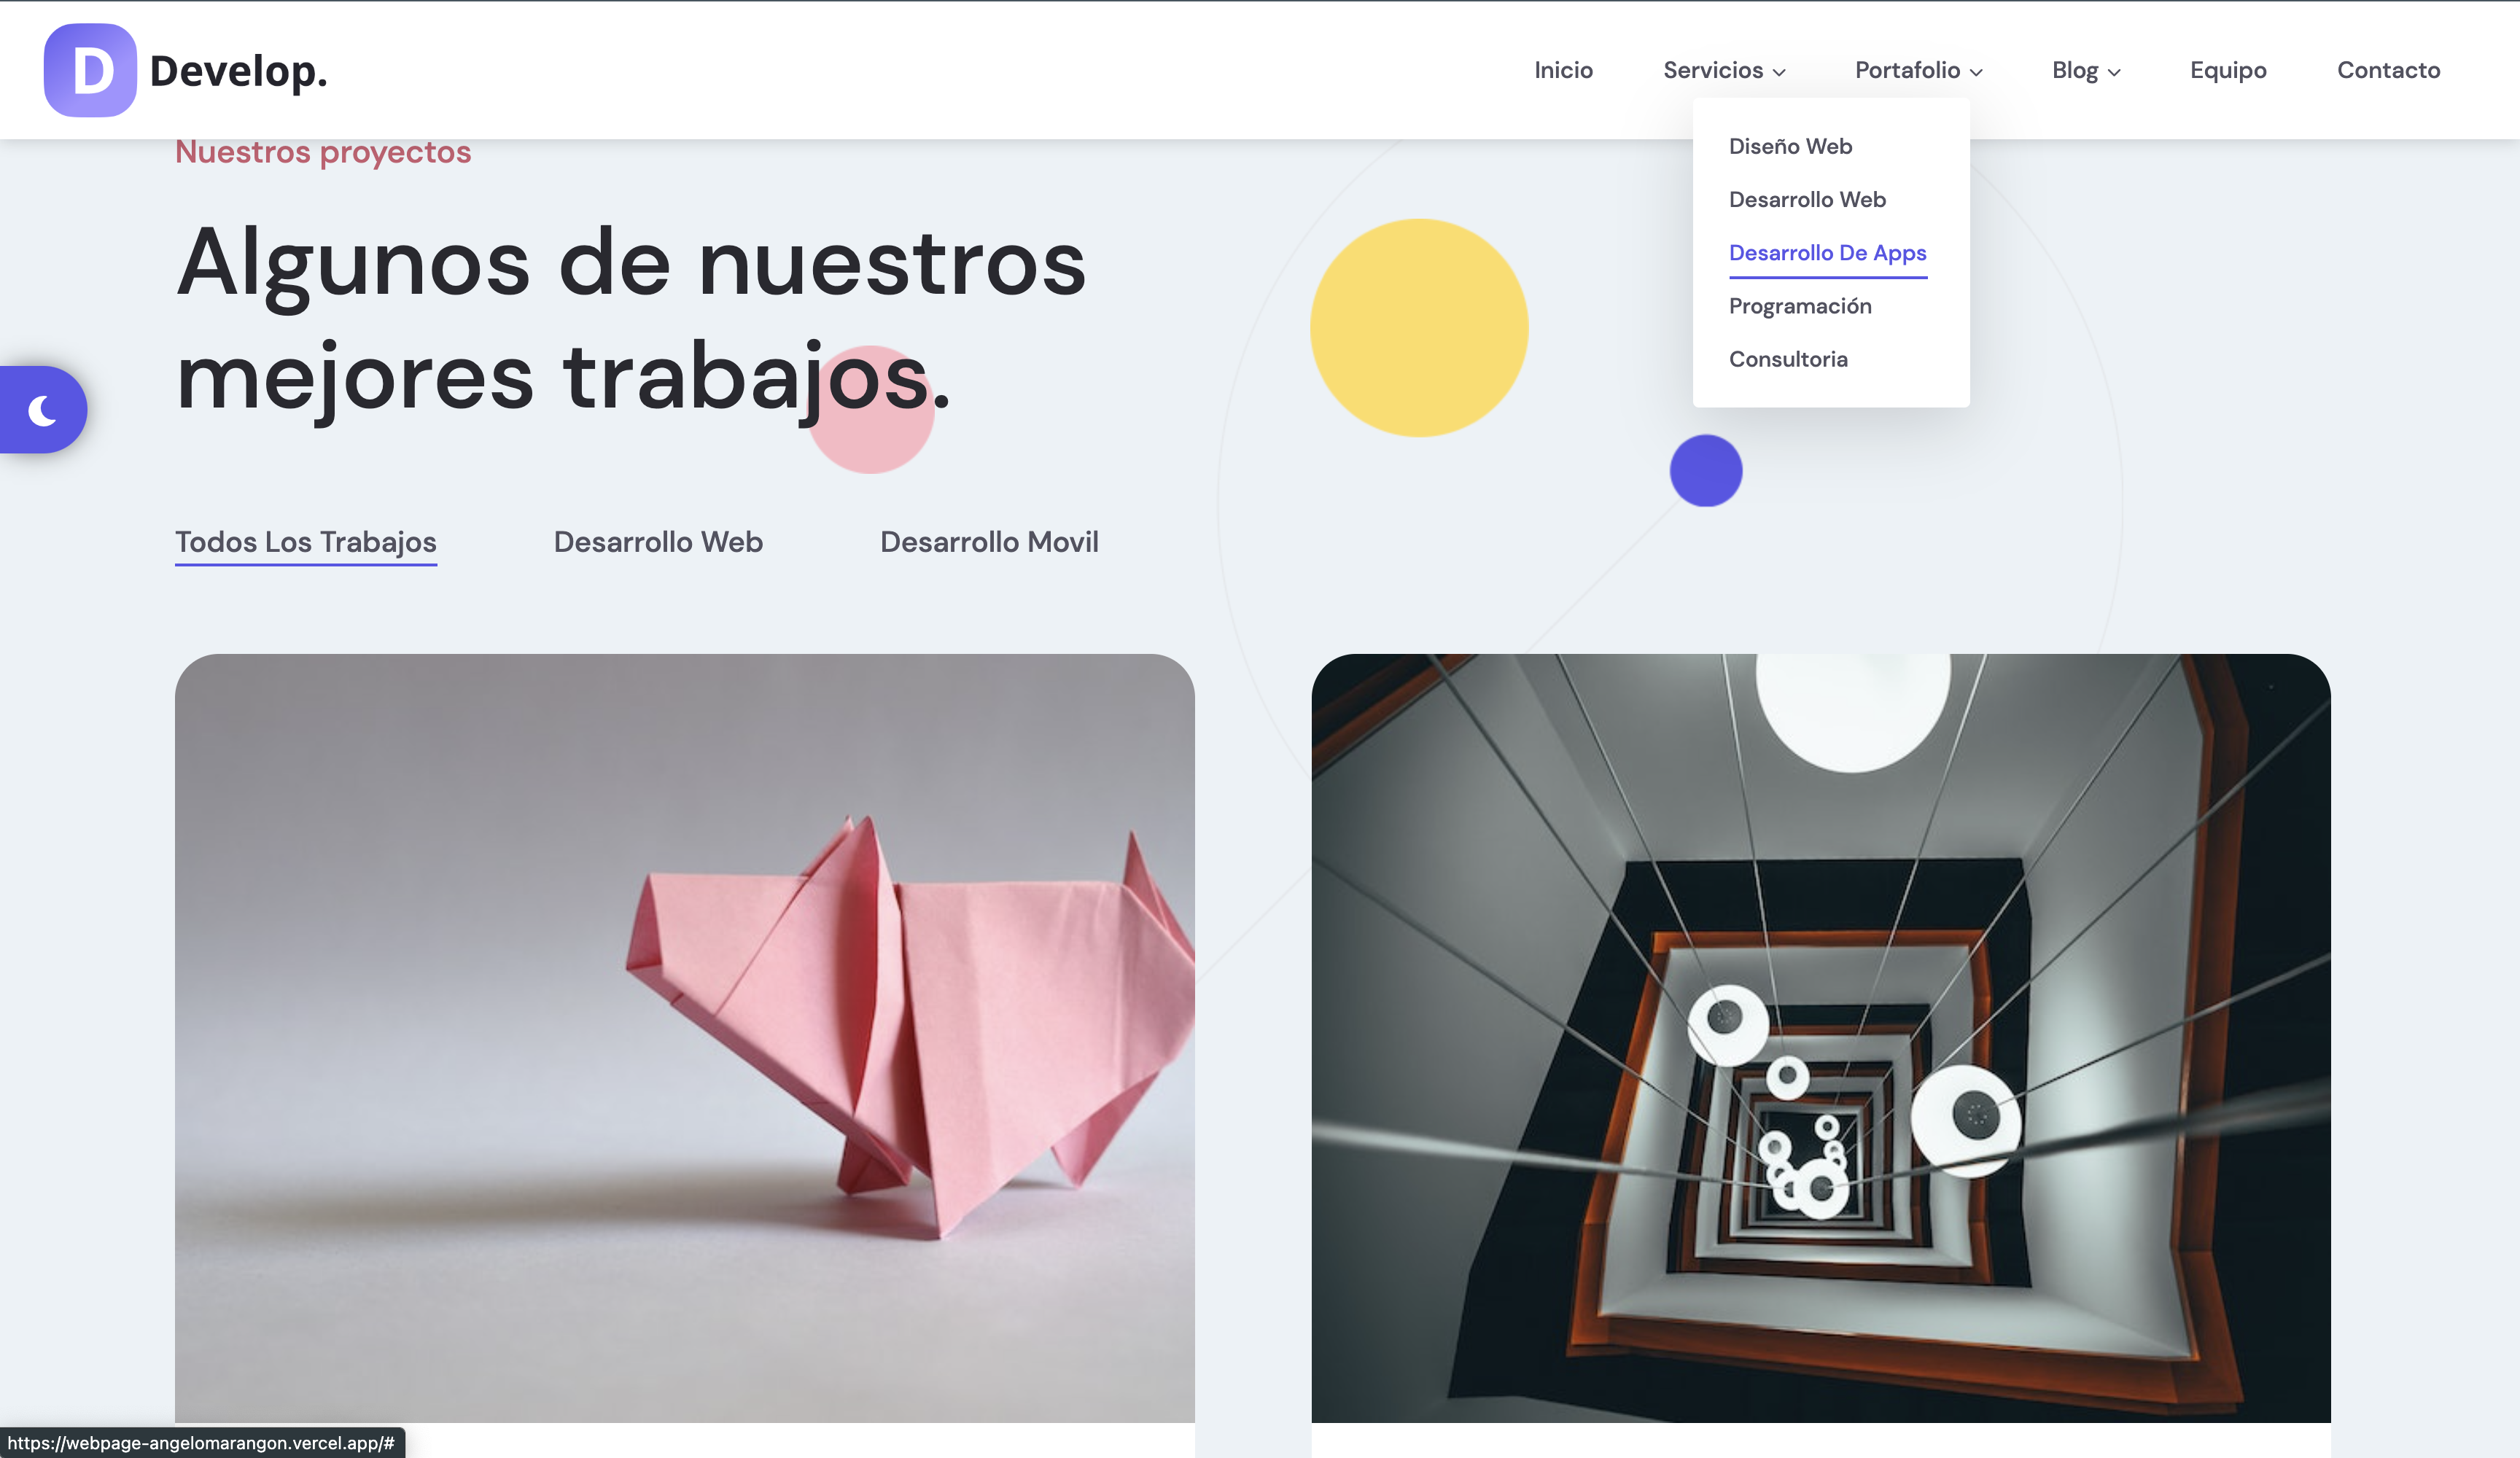 D Develop.
Inicio Servicios Portafolio Blog Equipo Contacto
Diseño Web
Desarrollo Web
Desarrollo De Apps
Programación
Consultoria
Nuestros proyectos
Algunos de nuestros
mejores trabajos.
Todos Los Trabajos Desarrollo Web Desarrollo Movil
https://webpage-angelomarangon.vercel.app/#